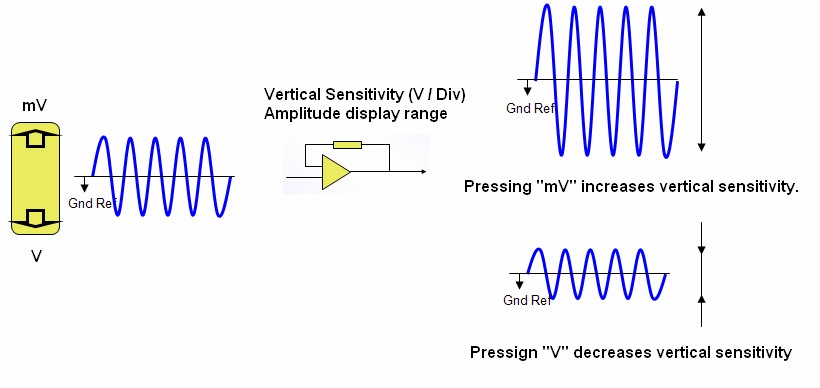 mV
Gnd Ref
V
Vertical Sensitivity (V / Div)
Amplitude display range
Gnd Ref
Pressing "mV" increases vertical sensitivity.
Gnd Ref
Pressign "V" decreases vertical sensitivity